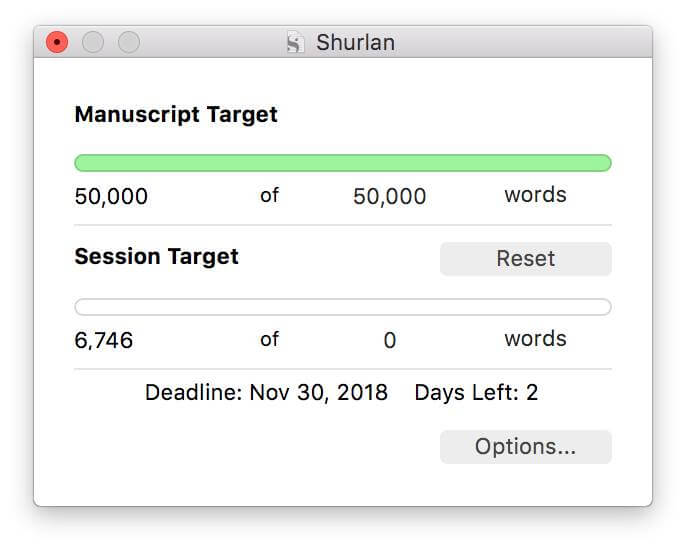 Shurlan
Manuscript Target
50,000 of 50,000 words
Session Target Reset
6,746 of 0 words
Deadline: Nov 30, 2018 Days Left: 2
Options...